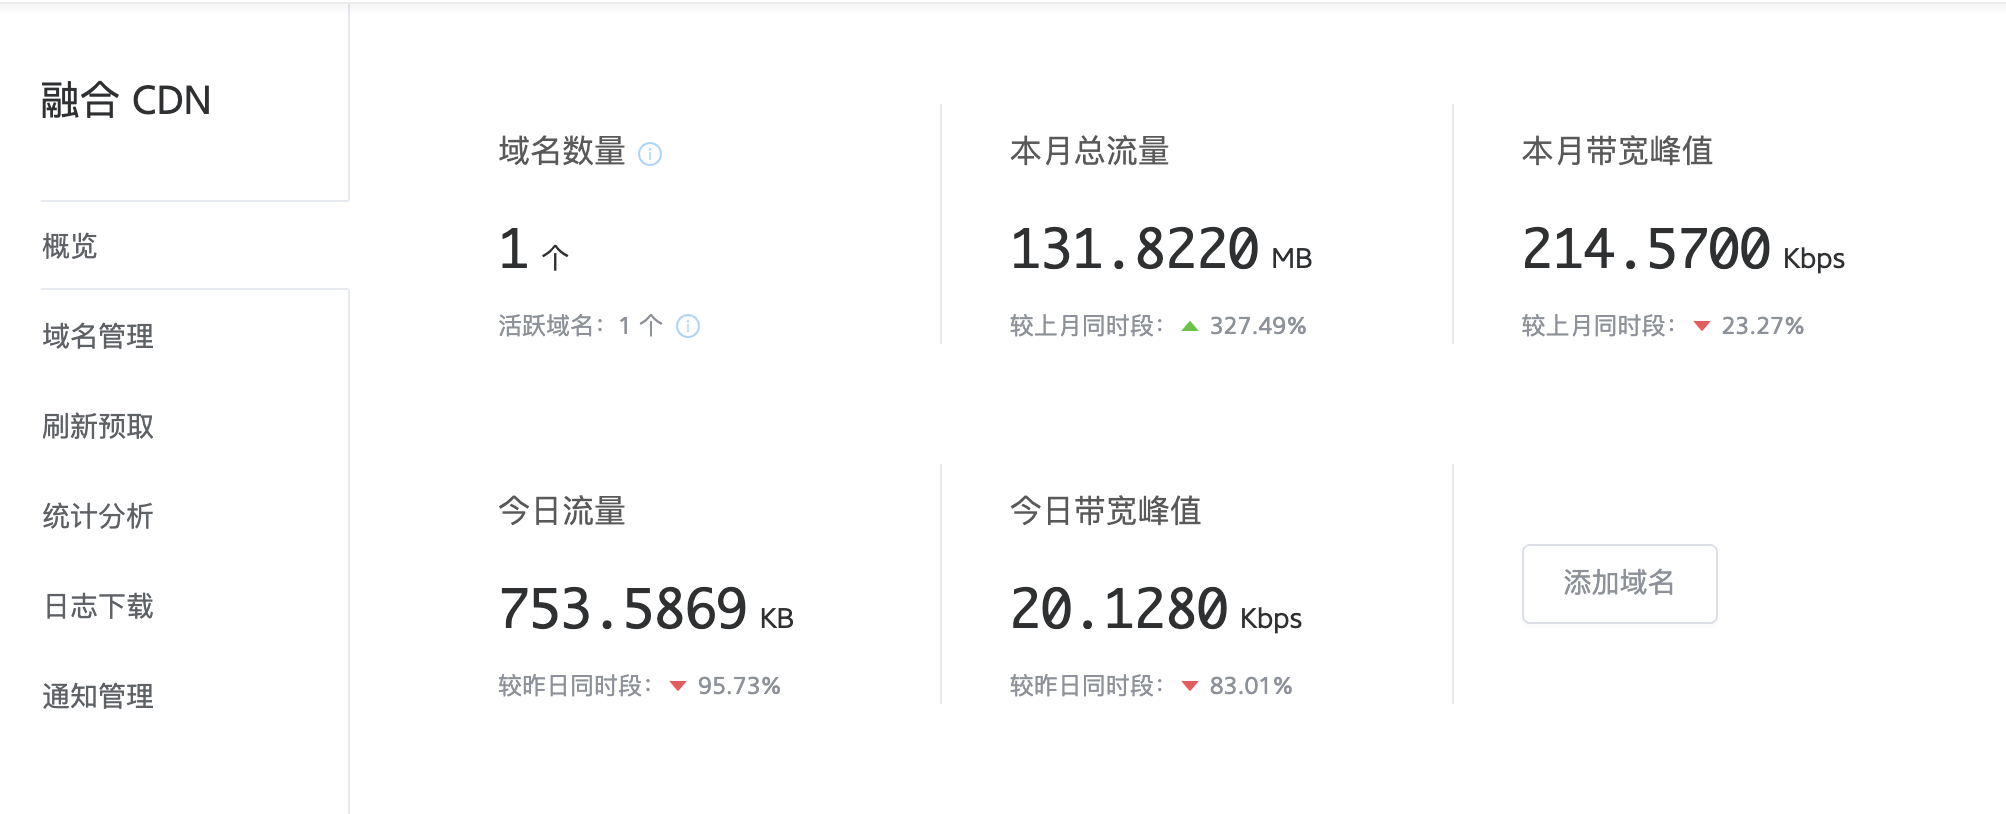 融合 CDN
概览
域名管理
刷新预取
统计分析
日志下载
通知管理
域名数量
1 个
活跃域名：1 个
本月总流量
131.8220 MB
较上月同时段： 327.49%
本月带宽峰值
214.5700 Kbps
较上月同时段： 23.27%
今日流量
753.5869 KB
较昨日同时段： 95.73%
今日带宽峰值
20.1280 Kbps
较昨日同时段： 83.01%
添加域名